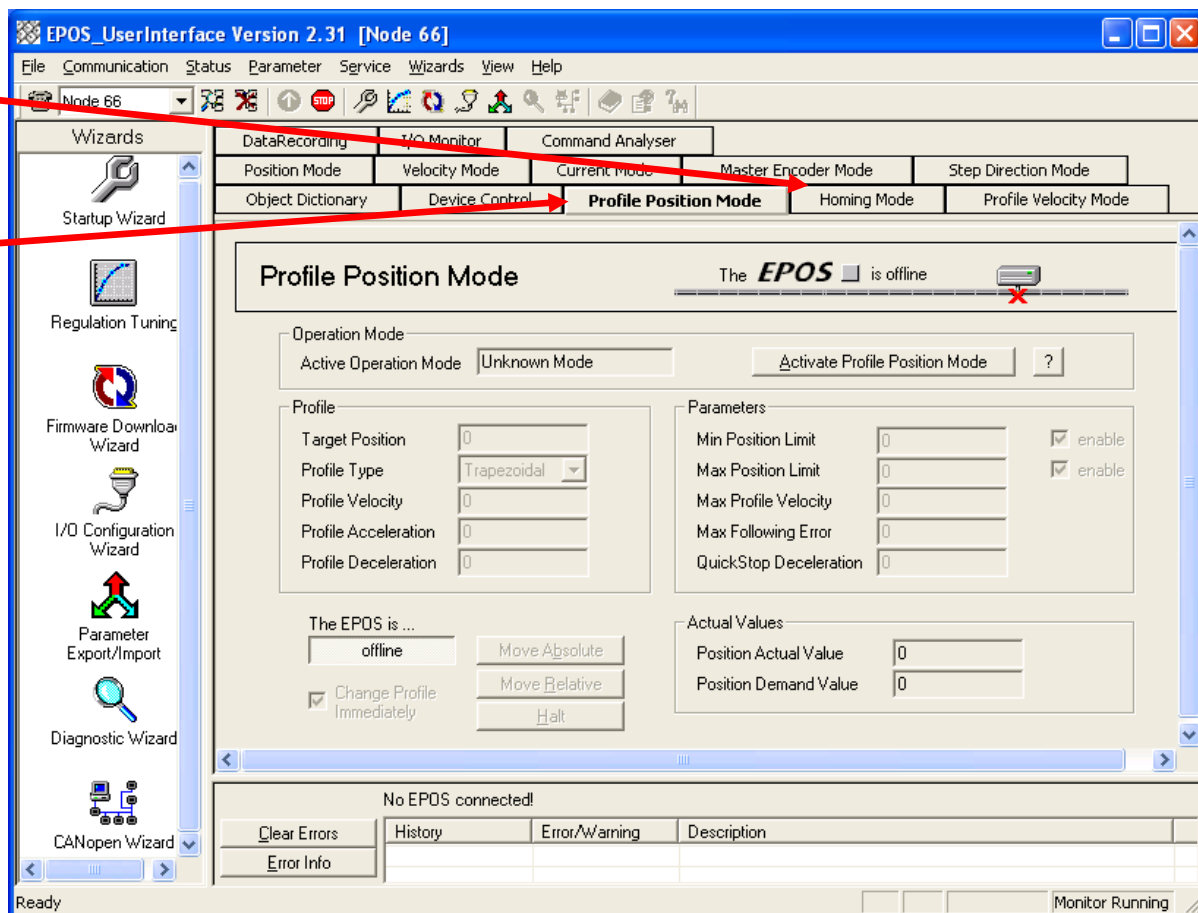 EPOS_UserInterface Version 2.31 [Node 66]
File Communication Status Parameter Service Wizards View Help
Node 66 STOP
Wizards
Startup Wizard
Regulation Tuning
Firmware Downloa
Wizard
I/O Configuration
Wizard
Parameter
Export/Import
Diagnostic Wizard
CANopen Wizard
DataRecording I/O Monitor Command Analyser
Position Mode Velocity Mode Current Mode Master Encoder Mode Step Direction Mode
Object Dictionary Device Control Profile Position Mode Homing Mode Profile Velocity Mode
Profile Position Mode The EPOS is offline
Operation Mode
Active Operation Mode Unknown Mode Activate Profile Position Mode ?
Profile
Target Position 0
Profile Type Trapezoidal
Profile Velocity 0
Profile Acceleration 0
Profile Deceleration 0
Parameters
Min Position Limit 0 enable
Max Position Limit 0 enable
Max Profile Velocity 0
Max Following Error 0
QuickStop Deceleration 0
The EPOS is ...
offline
Change Profile
Immediately
Move Absolute
Move Relative
Halt
Actual Values
Position Actual Value 0
Position Demand Value 0
No EPOS connected!
Clear Errors
Error Info
History Error/Warning Description
Ready Monitor Running